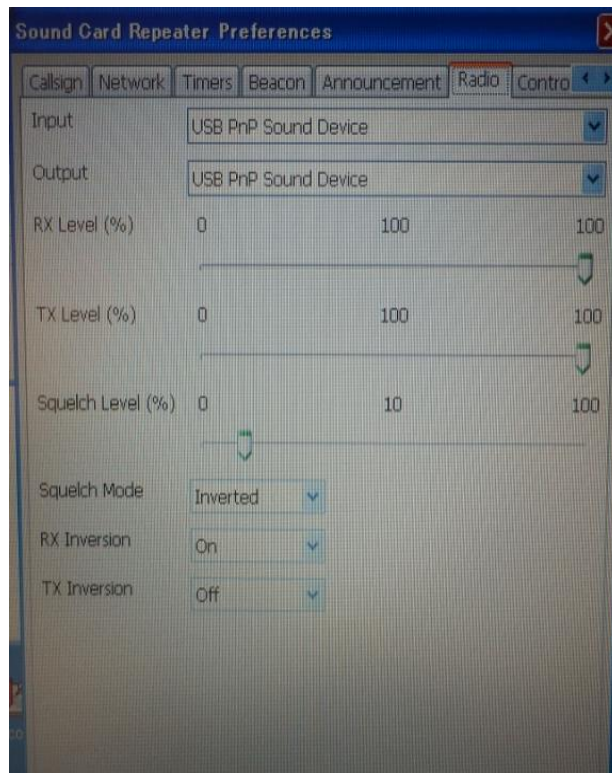 Sound Card Repeater Preferences
Callsign Network Timers Beacon Announcement Radio Contro
Input USB PnP Sound Device
Output USB PnP Sound Device
RX Level (%) 0 100 100
TX Level (%) 0 100 100
Squelch Level (%) 0 10 100
Squelch Mode Inverted
RX Inversion On
TX Inversion Off